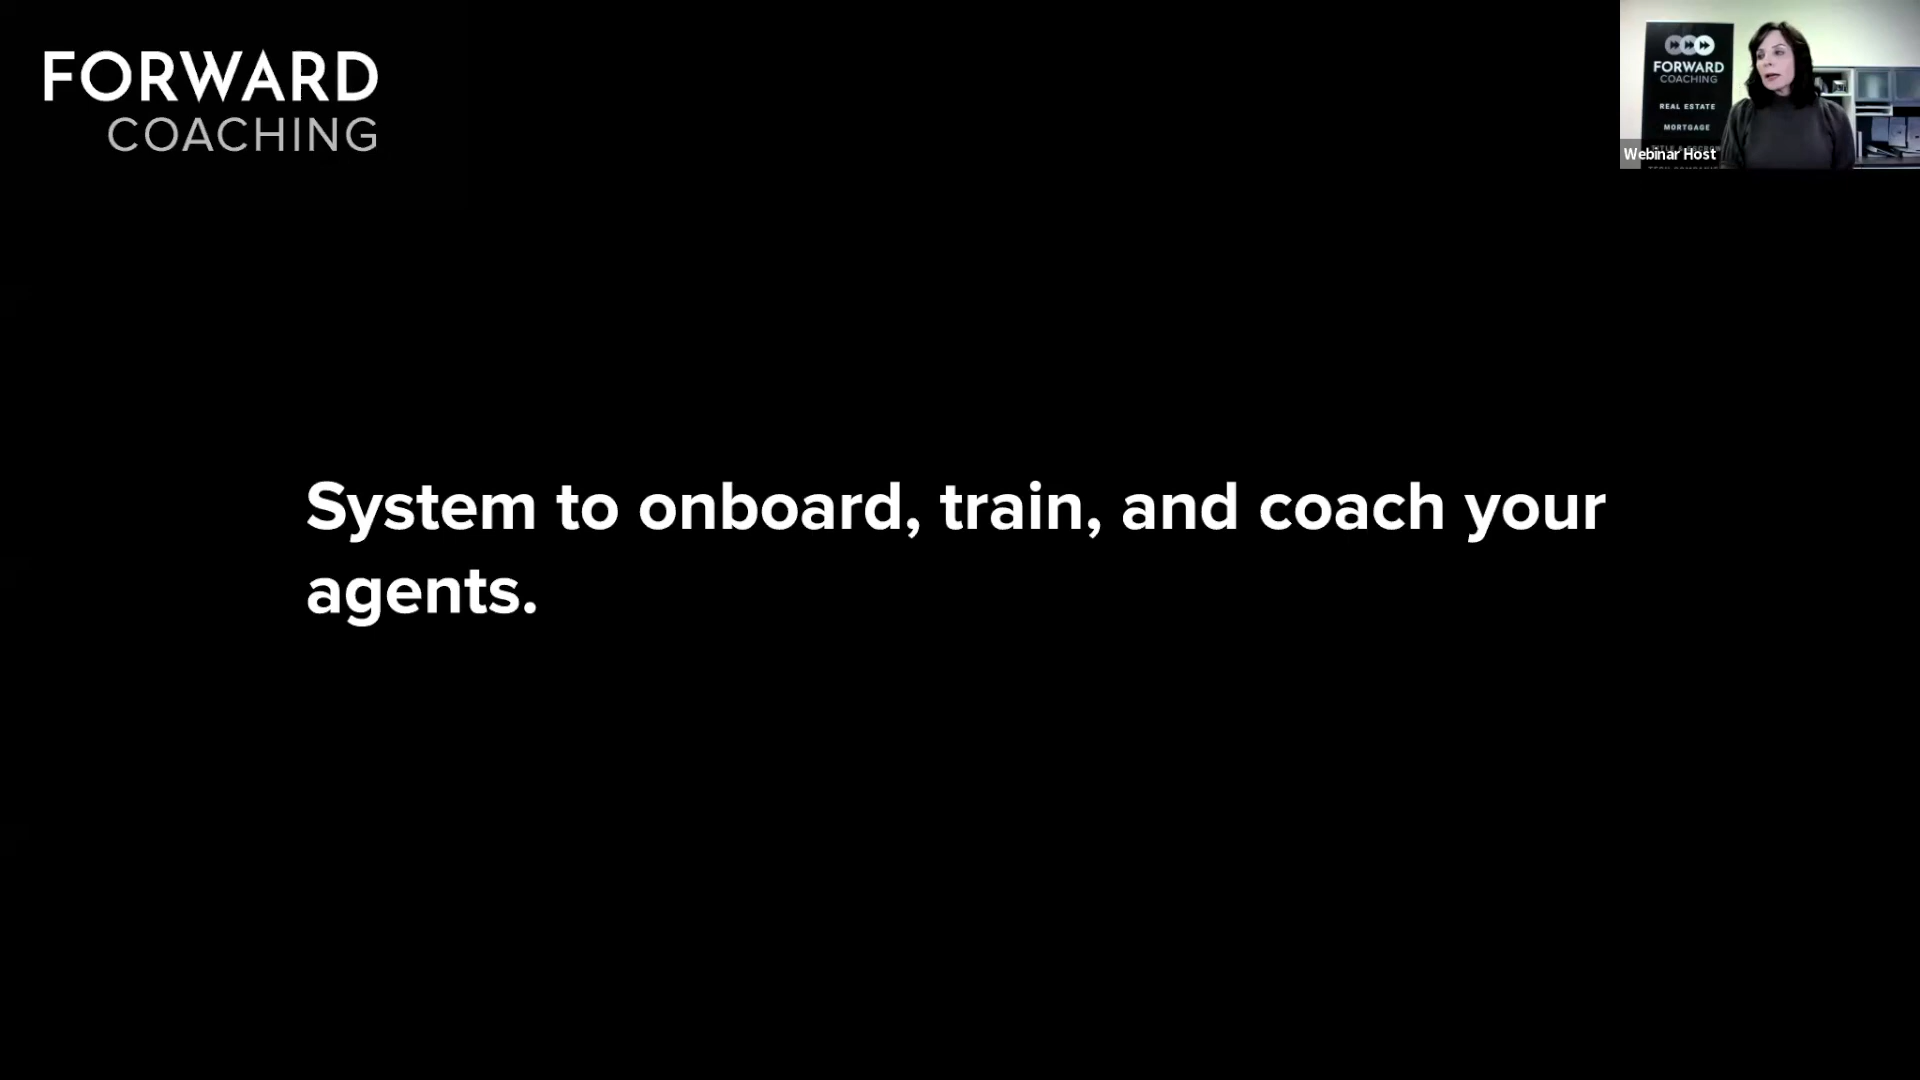 FORWARD
COACHING
FORWARD
COACHING
REAL ESTATE
MORTGAGE
Webinar Host
System to onboard, train, and coach your
agents.